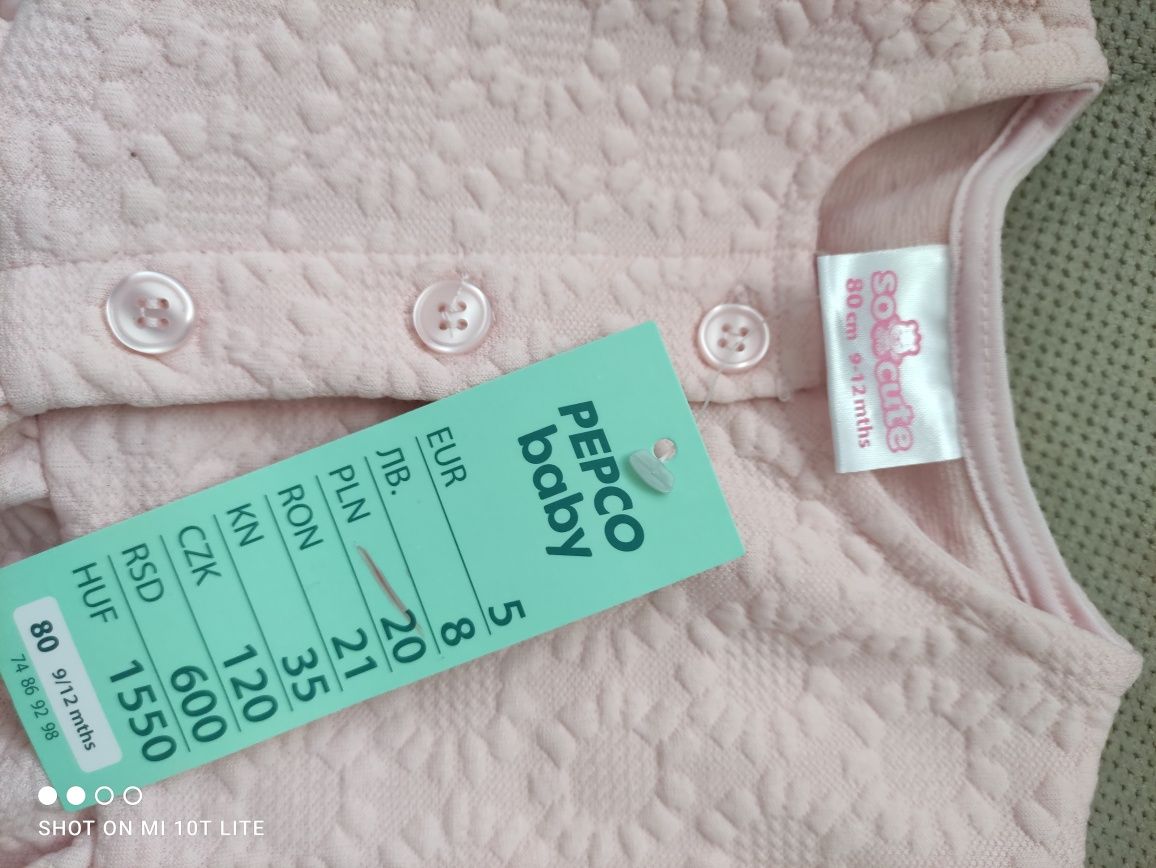 so cute
80 cm 9-12 mths
PEPCO
baby
EUR 5
ЛВ. 8
PLN 20
RON 21
KN 35
CZK 120
RSD 600
HUF 1550
80 9/12 mths
74 86 92 98
SHOT ON MI 10T LITE